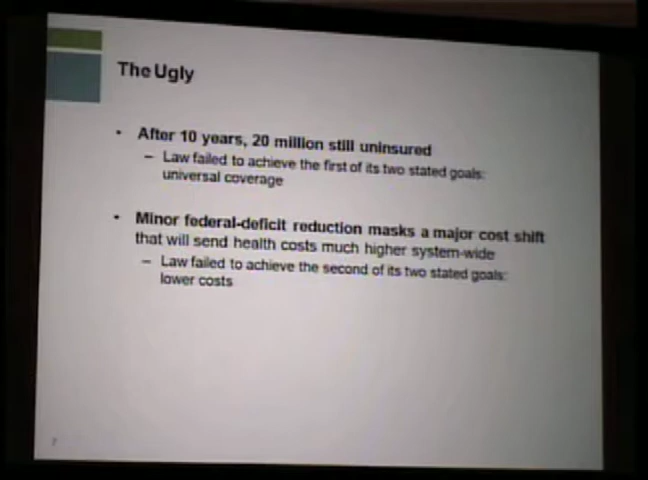 The Ugly
• After 10 years, 20 million still uninsured
– Law failed to achieve the first of its two stated goals:
universal coverage
• Minor federal-deficit reduction masks a major cost shift
that will send health costs much higher system-wide
– Law failed to achieve the second of its two stated goals:
lower costs
7